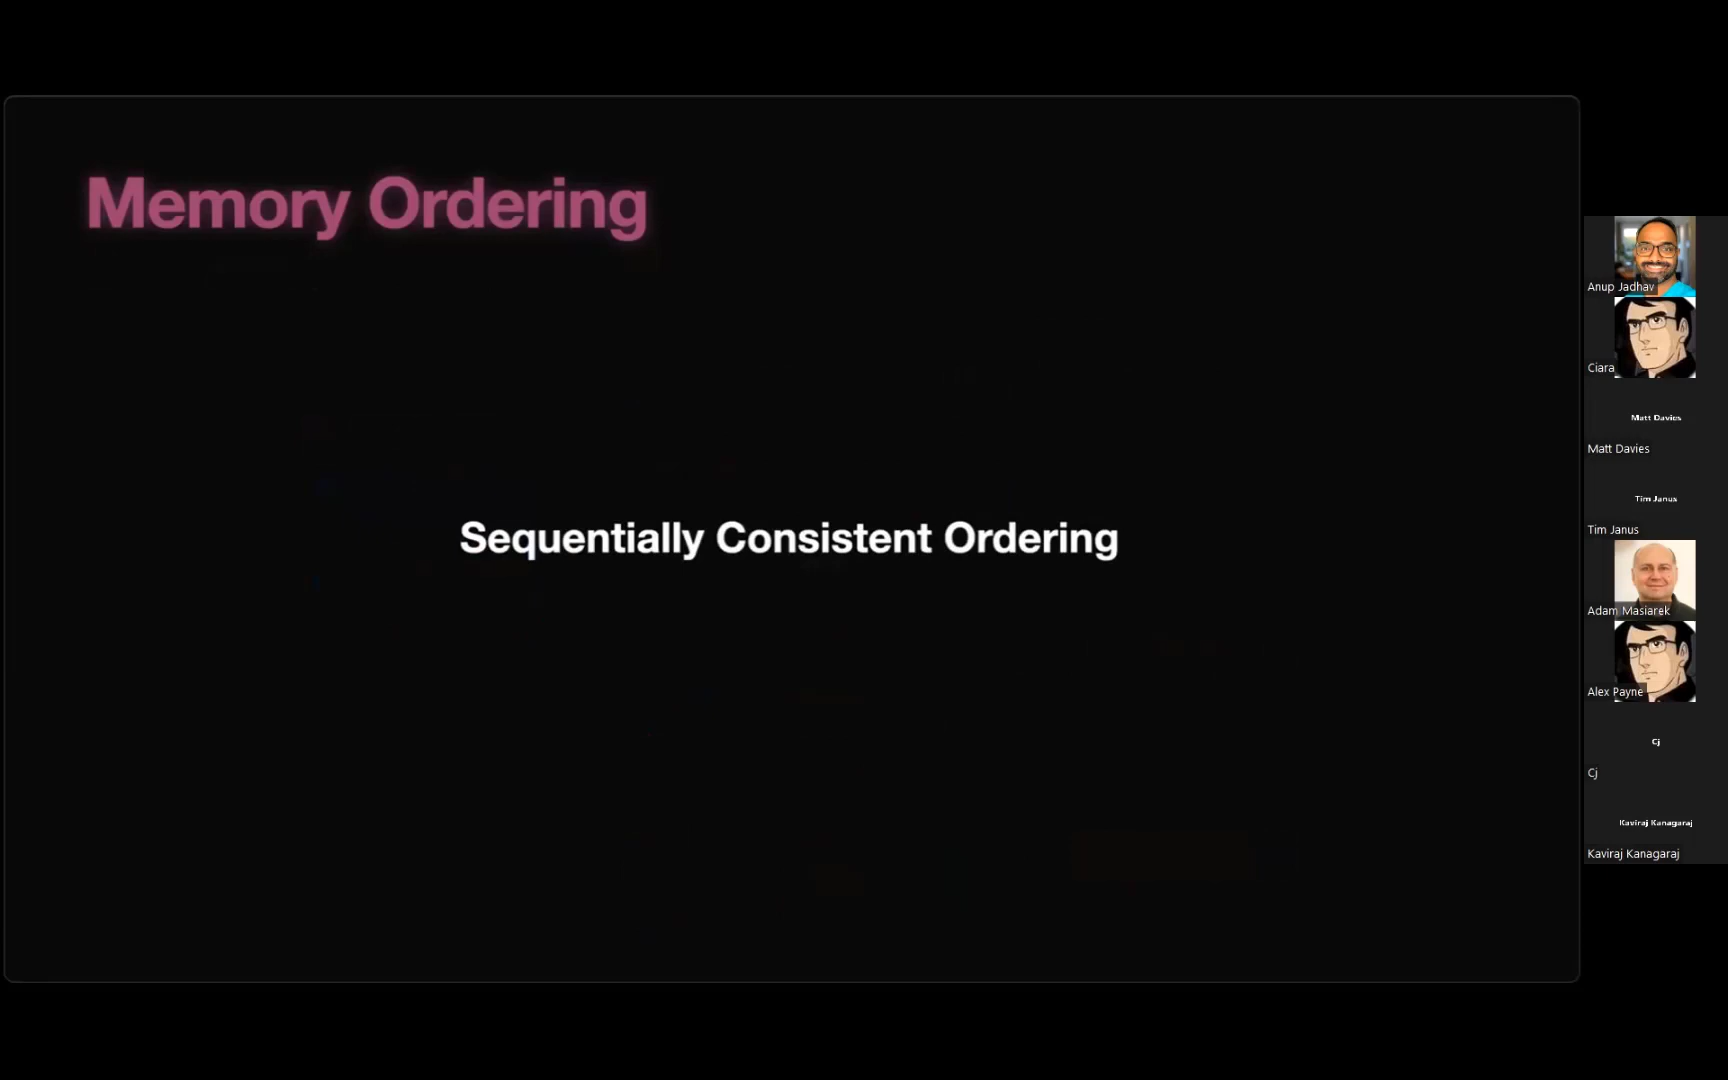 Memory Ordering
Sequentially Consistent Ordering
Anup Jadhav
Ciara
Matt Davies
Matt Davies
Tim Janus
Tim Janus
Adam Masiarek
Alex Payne
Cj
Cj
Kaviraj Kanagaraj
Kaviraj Kanagaraj